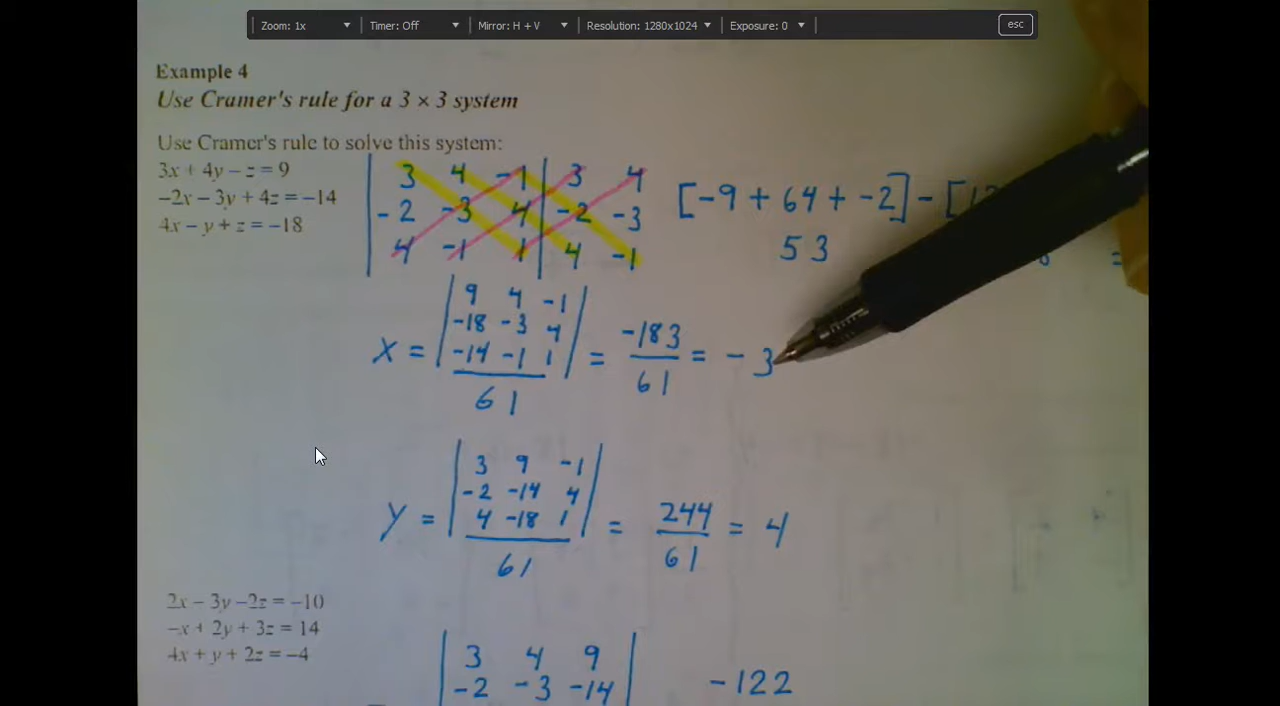 Zoom: 1x Timer: Off Mirror: H + V Resolution: 1280x1024 Exposure: 0 esc
Example 4
Use Cramer's rule for a 3 × 3 system
Use Cramer's rule to solve this system:
3x + 4y – z = 9
-2x – 3y + 4z = –14
4x – y + z = –18
3 4 -1 3 4
-2 -3 4 -2 -3
4 -1 1 4 -1
[-9 + 64 + -2] - [
53
9 4 -1
-18 -3 4
X = -14 -1 1 = -183 = -3
61 61
3 9 -1
-2 -14 4
y = 4 -18 1 = 244 = 4
61 61
2x – 3y –2z = –10
–x + 2y + 3z = 14
4x + y + 2z = –4
3 4 9
-2 -3 -14 -122